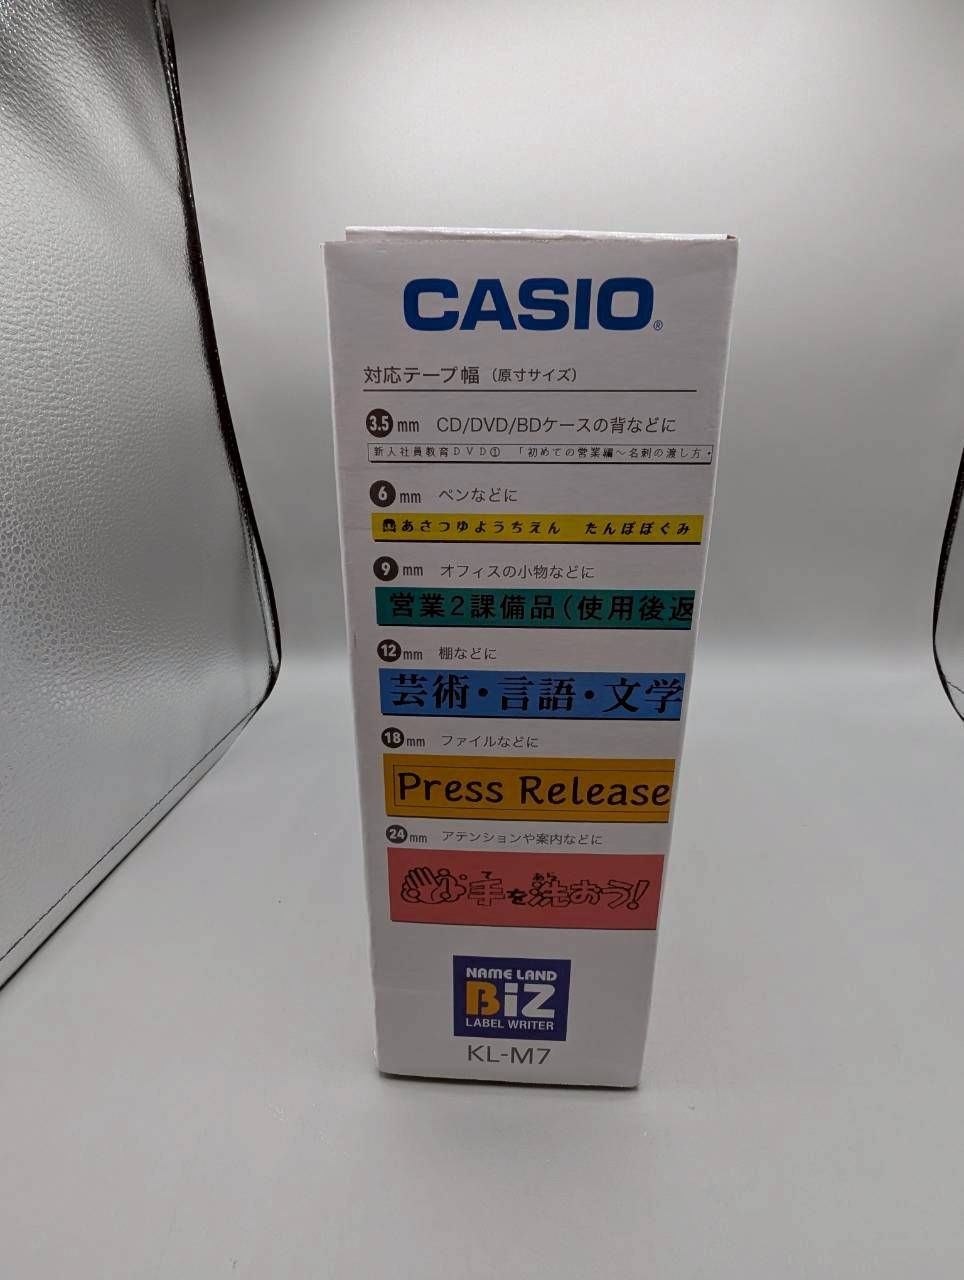 CASIO®
対応テープ幅（原寸サイズ）
3.5mm CD/DVD/BDケースの背などに
新入社員教育DVD① 「初めての営業編～名刺の渡し方・
6mm ペンなどに
あさつゆようちえん たんぽぽぐみ
9mm オフィスの小物などに
営業2課備品（使用後返
12mm 棚などに
芸術・言語・文学
18mm ファイルなどに
Press Release
24mm アテンションや案内などに
て あら
手を洗おう！
NAME LAND
BiZ
LABEL WRITER
KL-M7